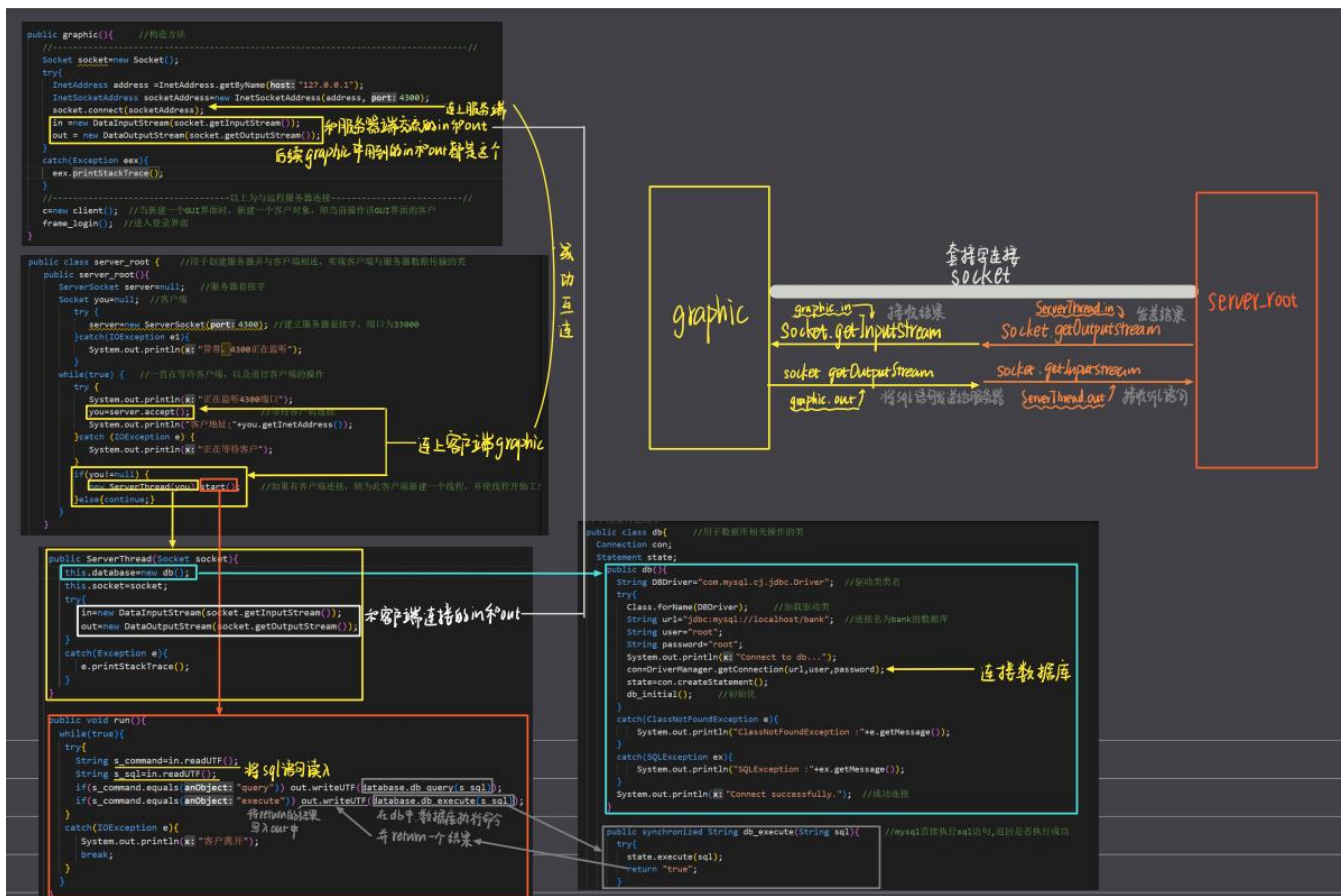 public graphic(){ //构造方法
//----------------------------------------------------------------------------------//
Socket socket=new Socket();
try{
InetAddress address =InetAddress.getByName(host: "127.0.0.1");
InetSocketAddress socketAddress=new InetSocketAddress(address, port: 4300);
socket.connect(socketAddress);
连上服务端
in =new DataInputStream(socket.getInputStream());
out = new DataOutputStream(socket.getOutputStream());
和服务器端交流的in和out
}
后续graphic中用到的in和out都是这个
catch(Exception eex){
eex.printStackTrace();
}
//-----------------------------------以上为与远程服务器连接---------------------------//
c=new client(); //当新建一个GUI界面时，新建一个客户对象，即当前操作该GUI界面的客户
frame_login(); //进入登录界面
}
成功互连
public class server_root { //用于创建服务器并与客户端相连，实现客户端与服务器数据传输的类
public server_root(){
ServerSocket server=null; //服务器套接字
Socket you=null; //客户端
try {
server=new ServerSocket(port: 4300); //建立服务器套接字，端口为33000
}catch(IOException e1){
System.out.println(x: "异常，4300正在监听");
}
while(true) { //一直在等待客户端，以及进行客户端的操作
try {
System.out.println(x: "正在监听4300端口");
you=server.accept(); //等待客户机连接
System.out.println("客户地址:"+you.getInetAddress());
}catch (IOException e) {
System.out.println(x: "正在等待客户");
}
连上客户端graphic
if(you!=null) {
new ServerThread(you).start(); //如果有客户端连接，则为此客户端新建一个线程，并使线程开始工
}else{continue;}
}
}
public ServerThread(Socket socket){
this.database=new db();
this.socket=socket;
try{
in=new DataInputStream(socket.getInputStream());
out=new DataOutputStream(socket.getOutputStream());
和客户端连接的in和out
}
catch(Exception e){
e.printStackTrace();
}
}
public void run(){
while(true){
try{
String s_command=in.readUTF();
String s_sql=in.readUTF();
将sql语句读入
if(s_command.equals(anObject: "query")) out.writeUTF(database.db_query(s_sql));
if(s_command.equals(anObject: "execute")) out.writeUTF(database.db_execute(s_sql));
}
将return的结果
写入out中
在db中,数据库执行命令
并return一个结果
catch(IOException e){
System.out.println(x: "客户离开");
break;
}
}
}
套接字连接
socket
graphic
server_root
graphic.in
接收结果
ServerThread.in
发送结果
Socket.getInputStream
Socket.getOutputStream
socket getOutputStream
socket.getInputStream
graphic.out
将sql语句发送给服务器
ServerThread.out
接收sql语句
public class db{ //用于数据库相关操作的类
Connection con;
Statement state;
public db(){
String DBDriver="com.mysql.cj.jdbc.Driver"; //驱动类类名
try{
Class.forName(DBDriver); //加载驱动类
String url="jdbc:mysql://localhost/bank"; //连接名为bank的数据库
String user="root";
String password="root";
System.out.println(x: "Connect to db...");
con=DriverManager.getConnection(url,user,password);
连接数据库
state=con.createStatement();
db_initial(); //初始化
}
catch(ClassNotFoundException e){
System.out.println("ClassNotFoundException :"+e.getMessage());
}
catch(SQLException ex){
System.out.println("SQLException :"+ex.getMessage());
}
System.out.println(x: "Connect successfully."); //成功连接
public synchronized String db_execute(String sql){ //mysql直接执行sql语句,返回是否执行成功
try{
state.execute(sql);
return "true";
}